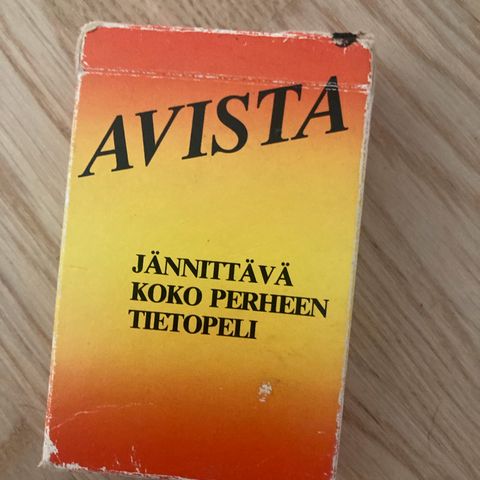 AVISTA
JÄNNITTÄVÄ
KOKO PERHEEN
TIETOPELI